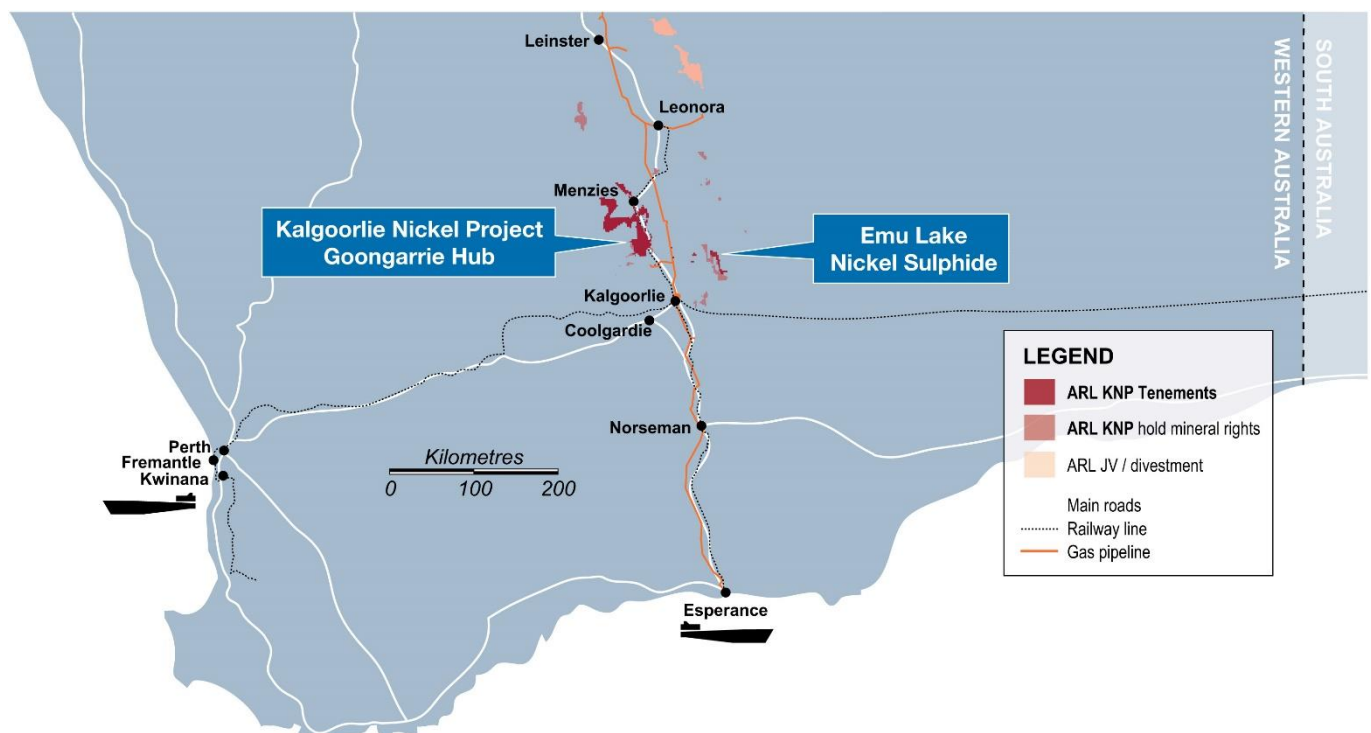 Leinster
Leonora
Menzies
Kalgoorlie Nickel Project
Goongarrie Hub
Emu Lake
Nickel Sulphide
WESTERN AUSTRALIA
SOUTH AUSTRALIA
Kalgoorlie
Coolgardie
Norseman
Perth
Fremantle
Kwinana
Kilometres
0 100 200
Esperance
LEGEND
ARL KNP Tenements
ARL KNP hold mineral rights
ARL JV / divestment
Main roads
Railway line
Gas pipeline